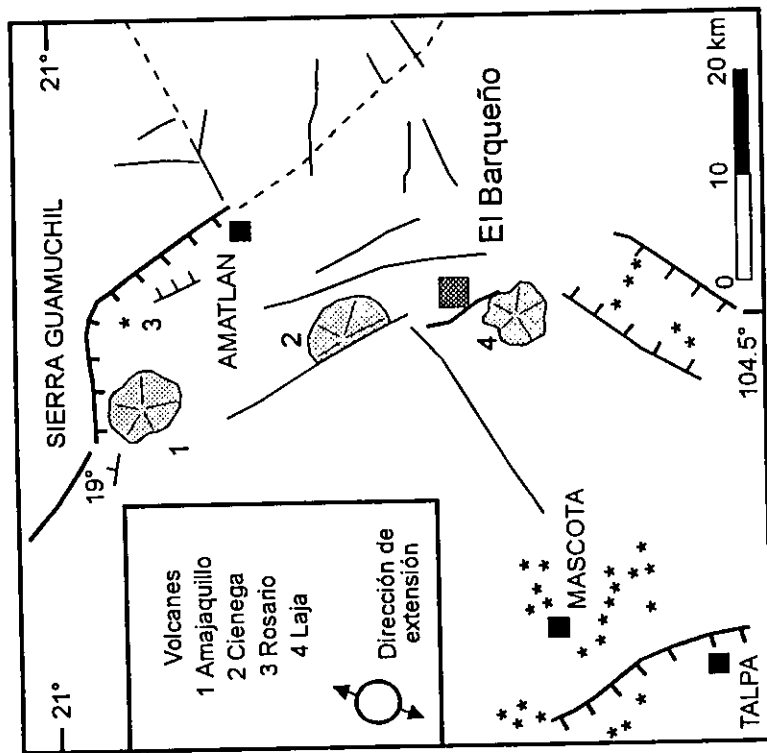 21°
21°
SIERRA GUAMUCHIL
19°
1
3
AMATLAN
2
El Barqueño
4
Volcanes
1 Amajaquillo
2 Cienega
3 Rosario
4 Laja
Dirección de
extensión
MASCOTA
TALPA
104.5°
0 10 20 km